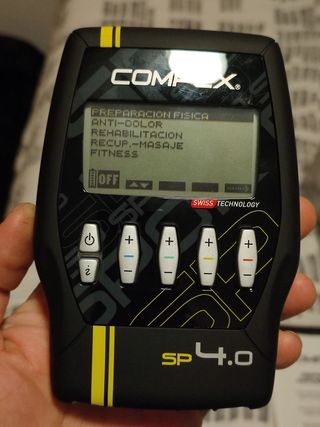 COMPEX®
PREPARACION FISICA
ANTI-DOLOR
REHABILITACION
RECUP.-MASAJE
FITNESS
OFF
SWISS TECHNOLOGY
+ + + +
i - - - -
SP 4.0